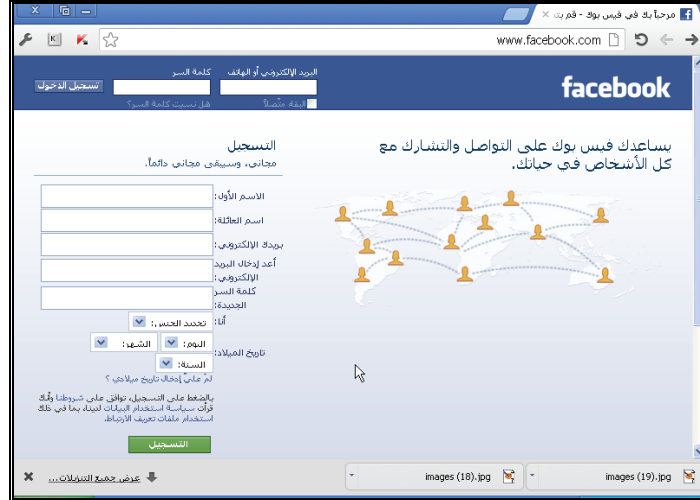 مرحباً بك في فيس بوك - قم بت
www.facebook.com
facebook
البريد الإلكتروني أو الهاتف
كلمة السر
تسجيل الدخول
البقاء متصلاً
هل نسيت كلمة السر؟
يساعدك فيس بوك على التواصل والتشارك مع
كل الأشخاص في حياتك.
التسجيل
مجاني، وسيبقى مجاني دائماً.
الاسم الأول:
اسم العائلة:
بريدك الإلكتروني:
أعد إدخال البريد
الإلكتروني:
كلمة السر
الجديدة:
أنا:
تحديد الجنس:
تاريخ الميلاد:
اليوم:
الشهر:
السنة:
لمَ عليّ إدخال تاريخ ميلادي ؟
بالضغط على التسجيل، توافق على شروطنا وأنك
قرأت سياسة استخدام البيانات لدينا، بما في ذلك
استخدام ملفات تعريف الارتباط.
التسجيل
images (19).jpg
images (18).jpg
عرض جميع التنزيلات...